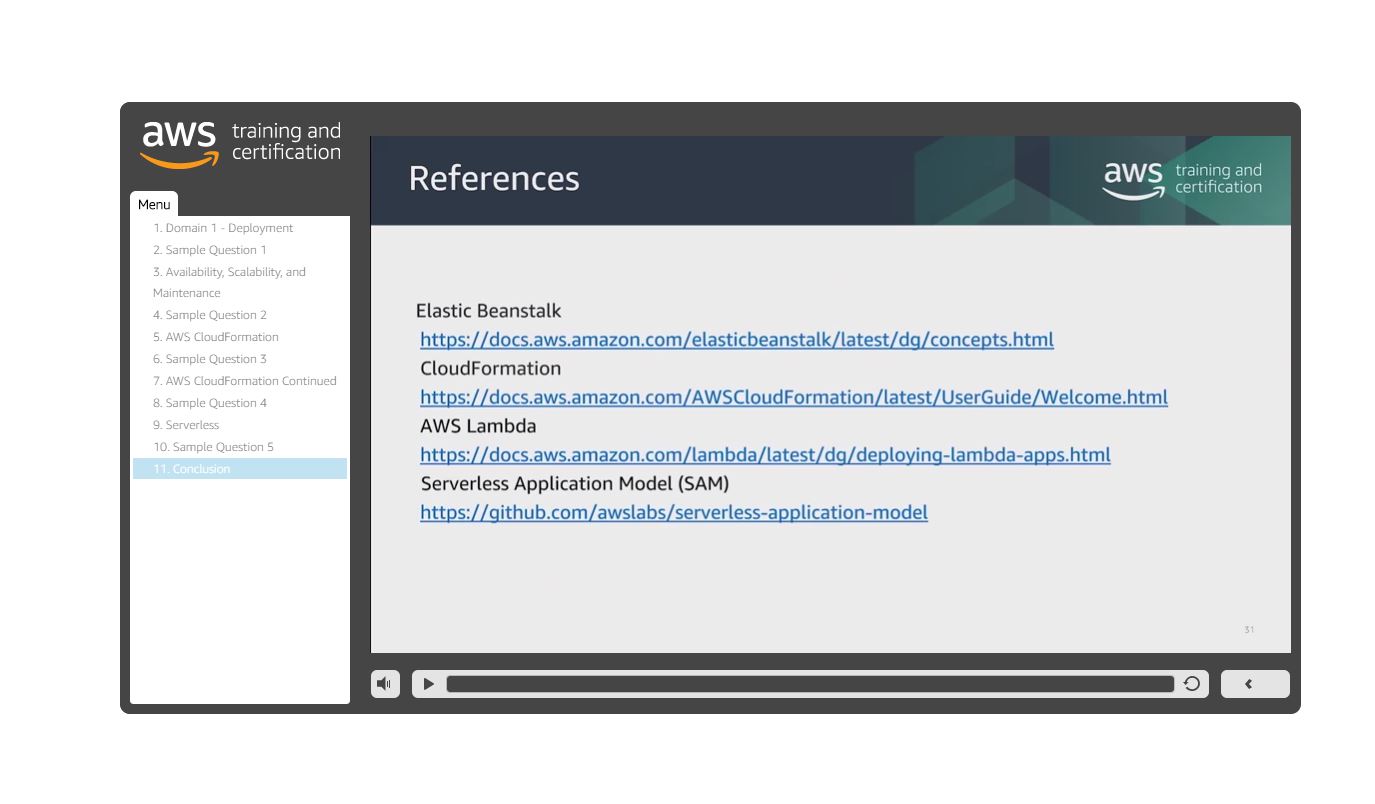 aws training and
certification
Menu
1. Domain 1 - Deployment
2. Sample Question 1
3. Availability, Scalability, and
Maintenance
4. Sample Question 2
5. AWS CloudFormation
6. Sample Question 3
7. AWS CloudFormation Continued
8. Sample Question 4
9. Serverless
10. Sample Question 5
11. Conclusion
References
aws training and
certification
Elastic Beanstalk
https://docs.aws.amazon.com/elasticbeanstalk/latest/dg/concepts.html
CloudFormation
https://docs.aws.amazon.com/AWSCloudFormation/latest/UserGuide/Welcome.html
AWS Lambda
https://docs.aws.amazon.com/lambda/latest/dg/deploying-lambda-apps.html
Serverless Application Model (SAM)
https://github.com/awslabs/serverless-application-model
31